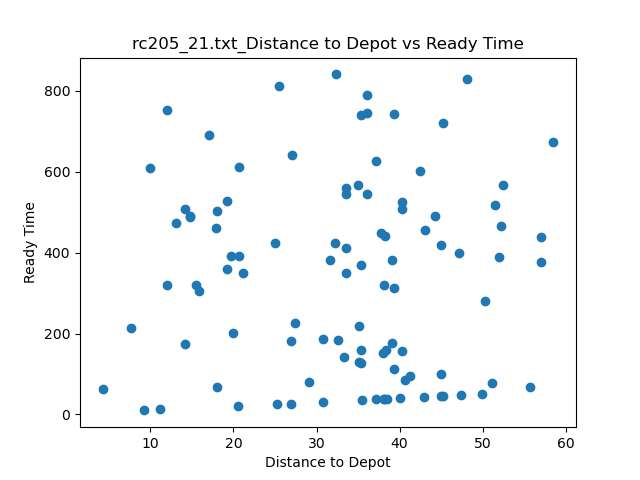 rc205_21.txt_Distance to Depot vs Ready Time
Ready Time
800
600
400
200
0
10 20 30 40 50 60
Distance to Depot